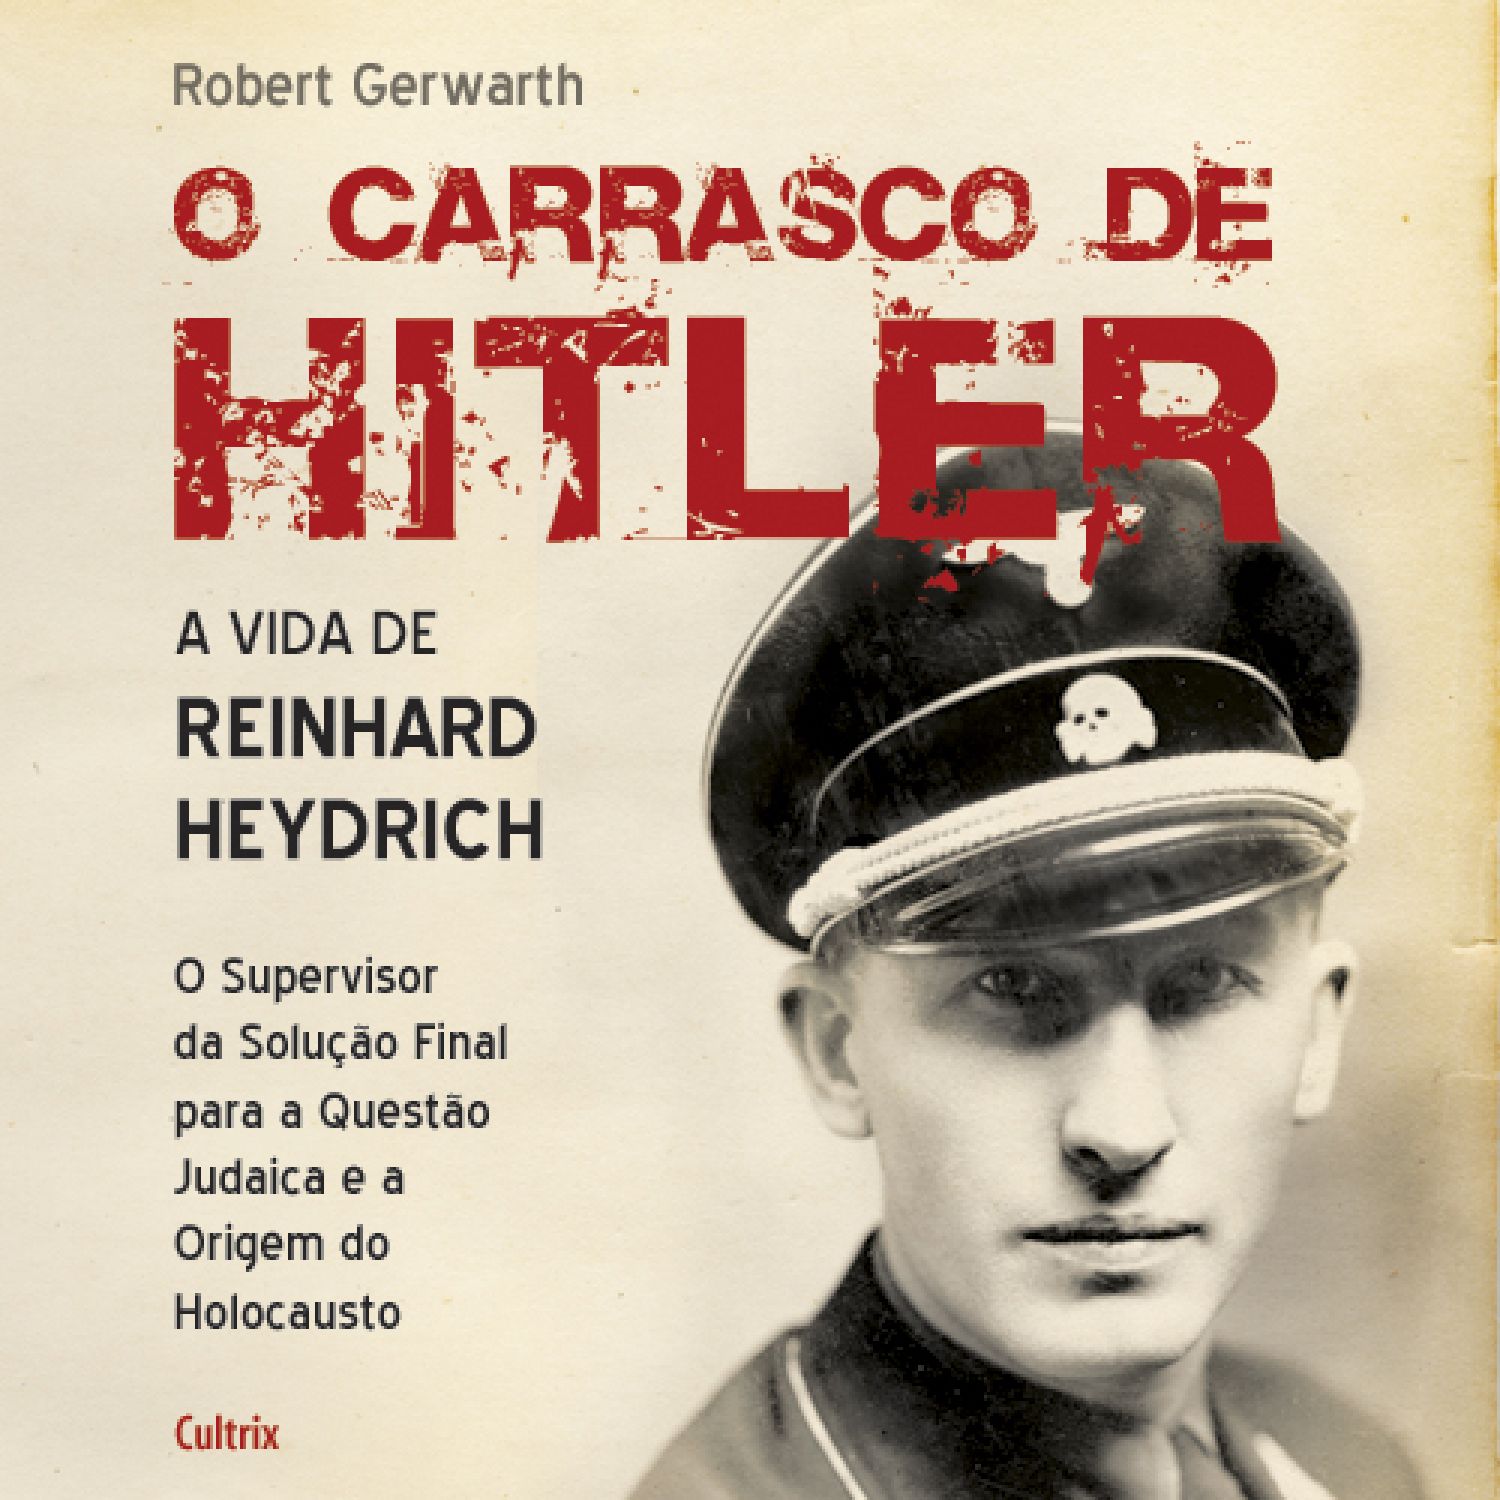 Robert Gerwarth
O CARRASCO DE
HITLER
A VIDA DE
REINHARD
HEYDRICH
O Supervisor
da Solução Final
para a Questão
Judaica e a
Origem do
Holocausto
Cultrix